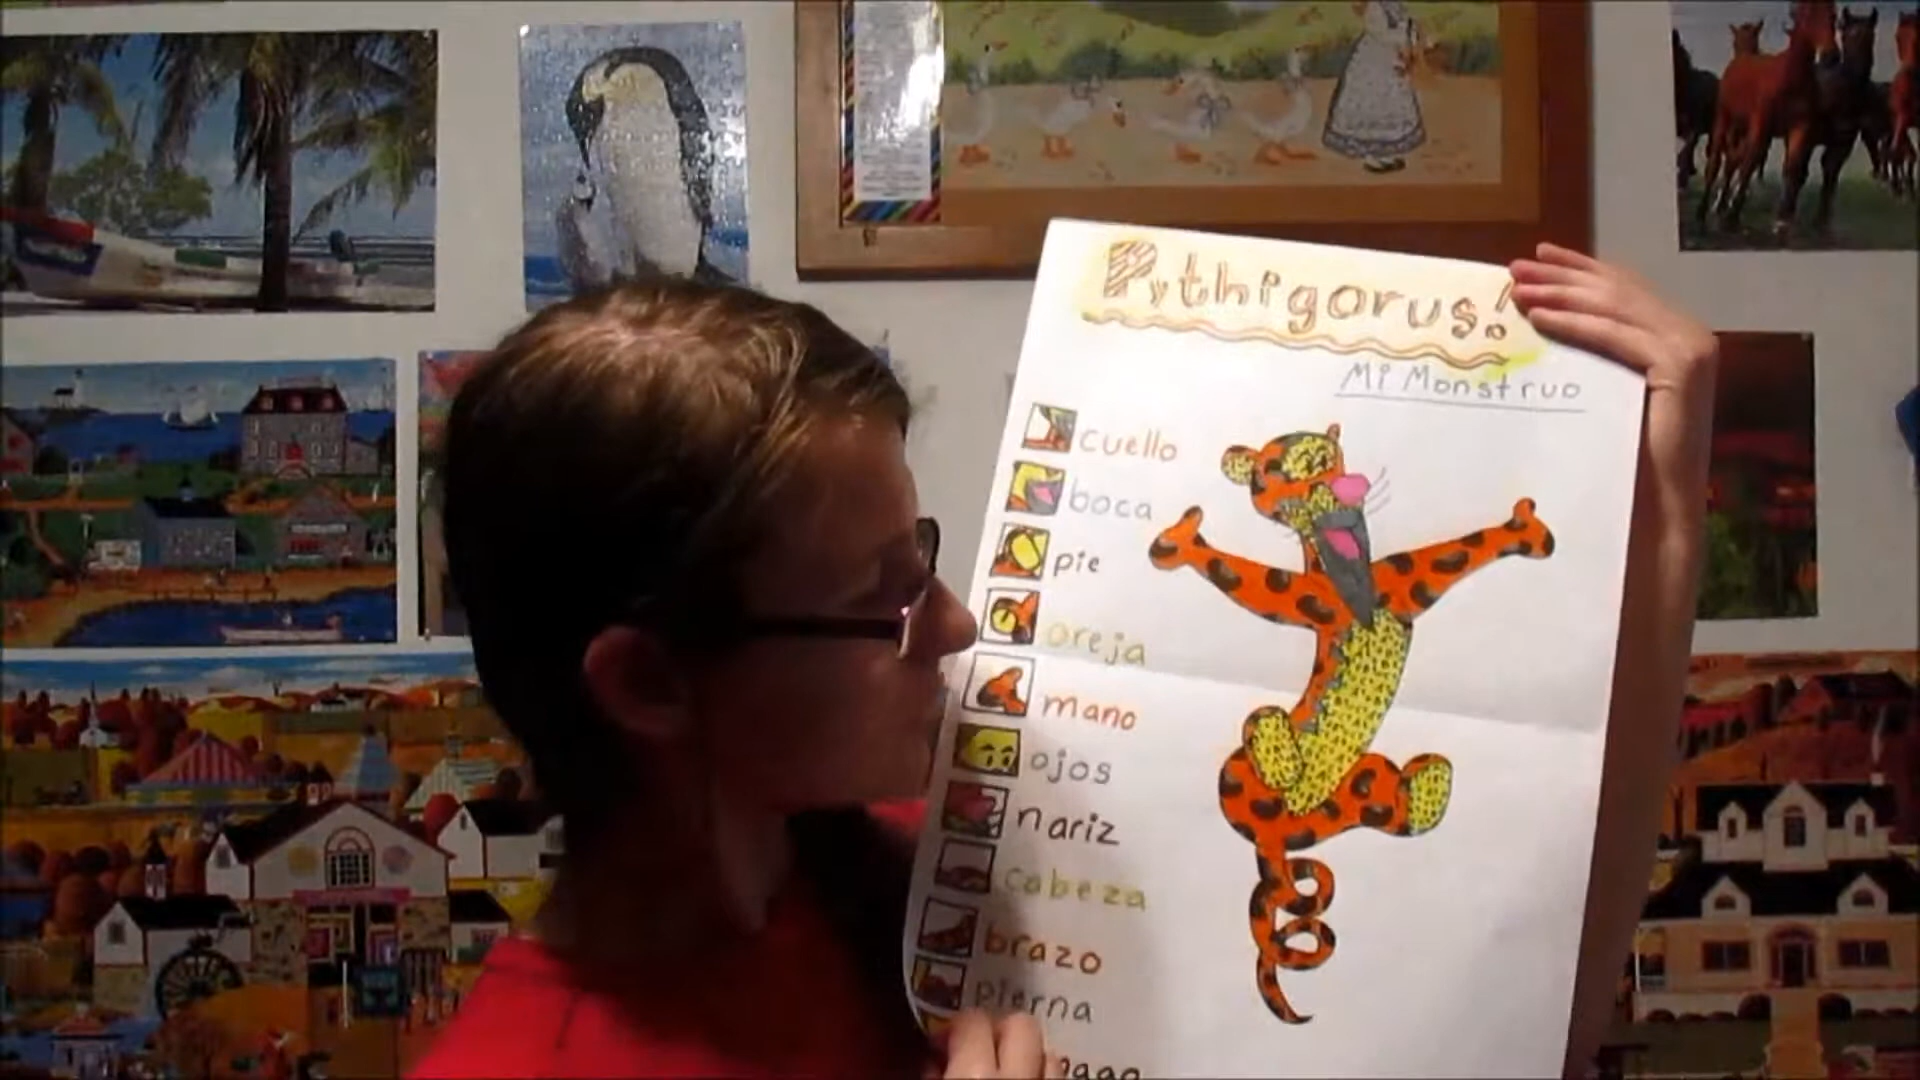 Pythigorus!
Mi Monstruo
cuello
boca
pie
oreja
mano
ojos
nariz
cabeza
brazo
pierna